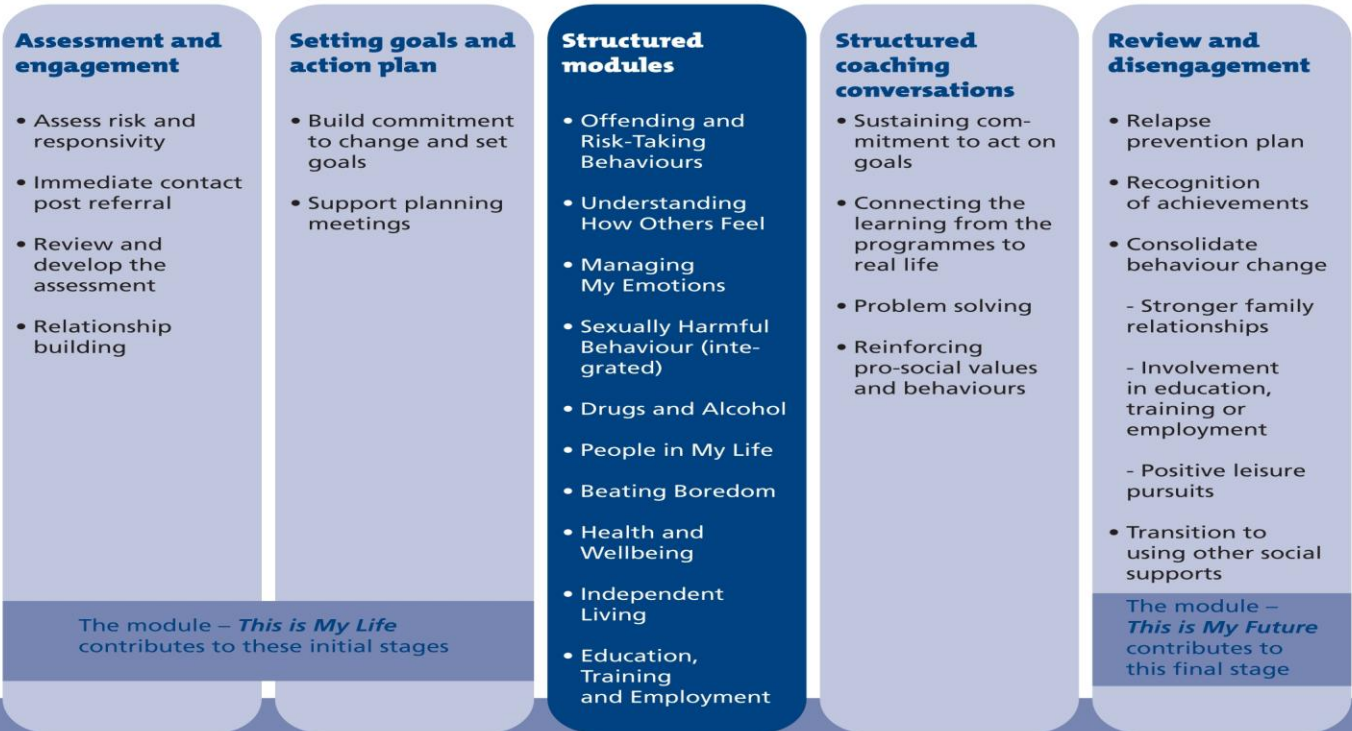 Assessment and
engagement
• Assess risk and
responsivity
• Immediate contact
post referral
• Review and
develop the
assessment
• Relationship
building
Setting goals and
action plan
• Build commitment
to change and set
goals
• Support planning
meetings
The module – This is My Life
contributes to these initial stages
Structured
modules
• Offending and
Risk-Taking
Behaviours
• Understanding
How Others Feel
• Managing
My Emotions
• Sexually Harmful
Behaviour (inte-
grated)
• Drugs and Alcohol
• People in My Life
• Beating Boredom
• Health and
Wellbeing
• Independent
Living
• Education,
Training
and Employment
Structured
coaching
conversations
• Sustaining com-
mitment to act on
goals
• Connecting the
learning from the
programmes to
real life
• Problem solving
• Reinforcing
pro-social values
and behaviours
Review and
disengagement
• Relapse
prevention plan
• Recognition
of achievements
• Consolidate
behaviour change
- Stronger family
relationships
- Involvement
in education,
training or
employment
- Positive leisure
pursuits
• Transition to
using other social
supports
The module –
This is My Future
contributes to
this final stage